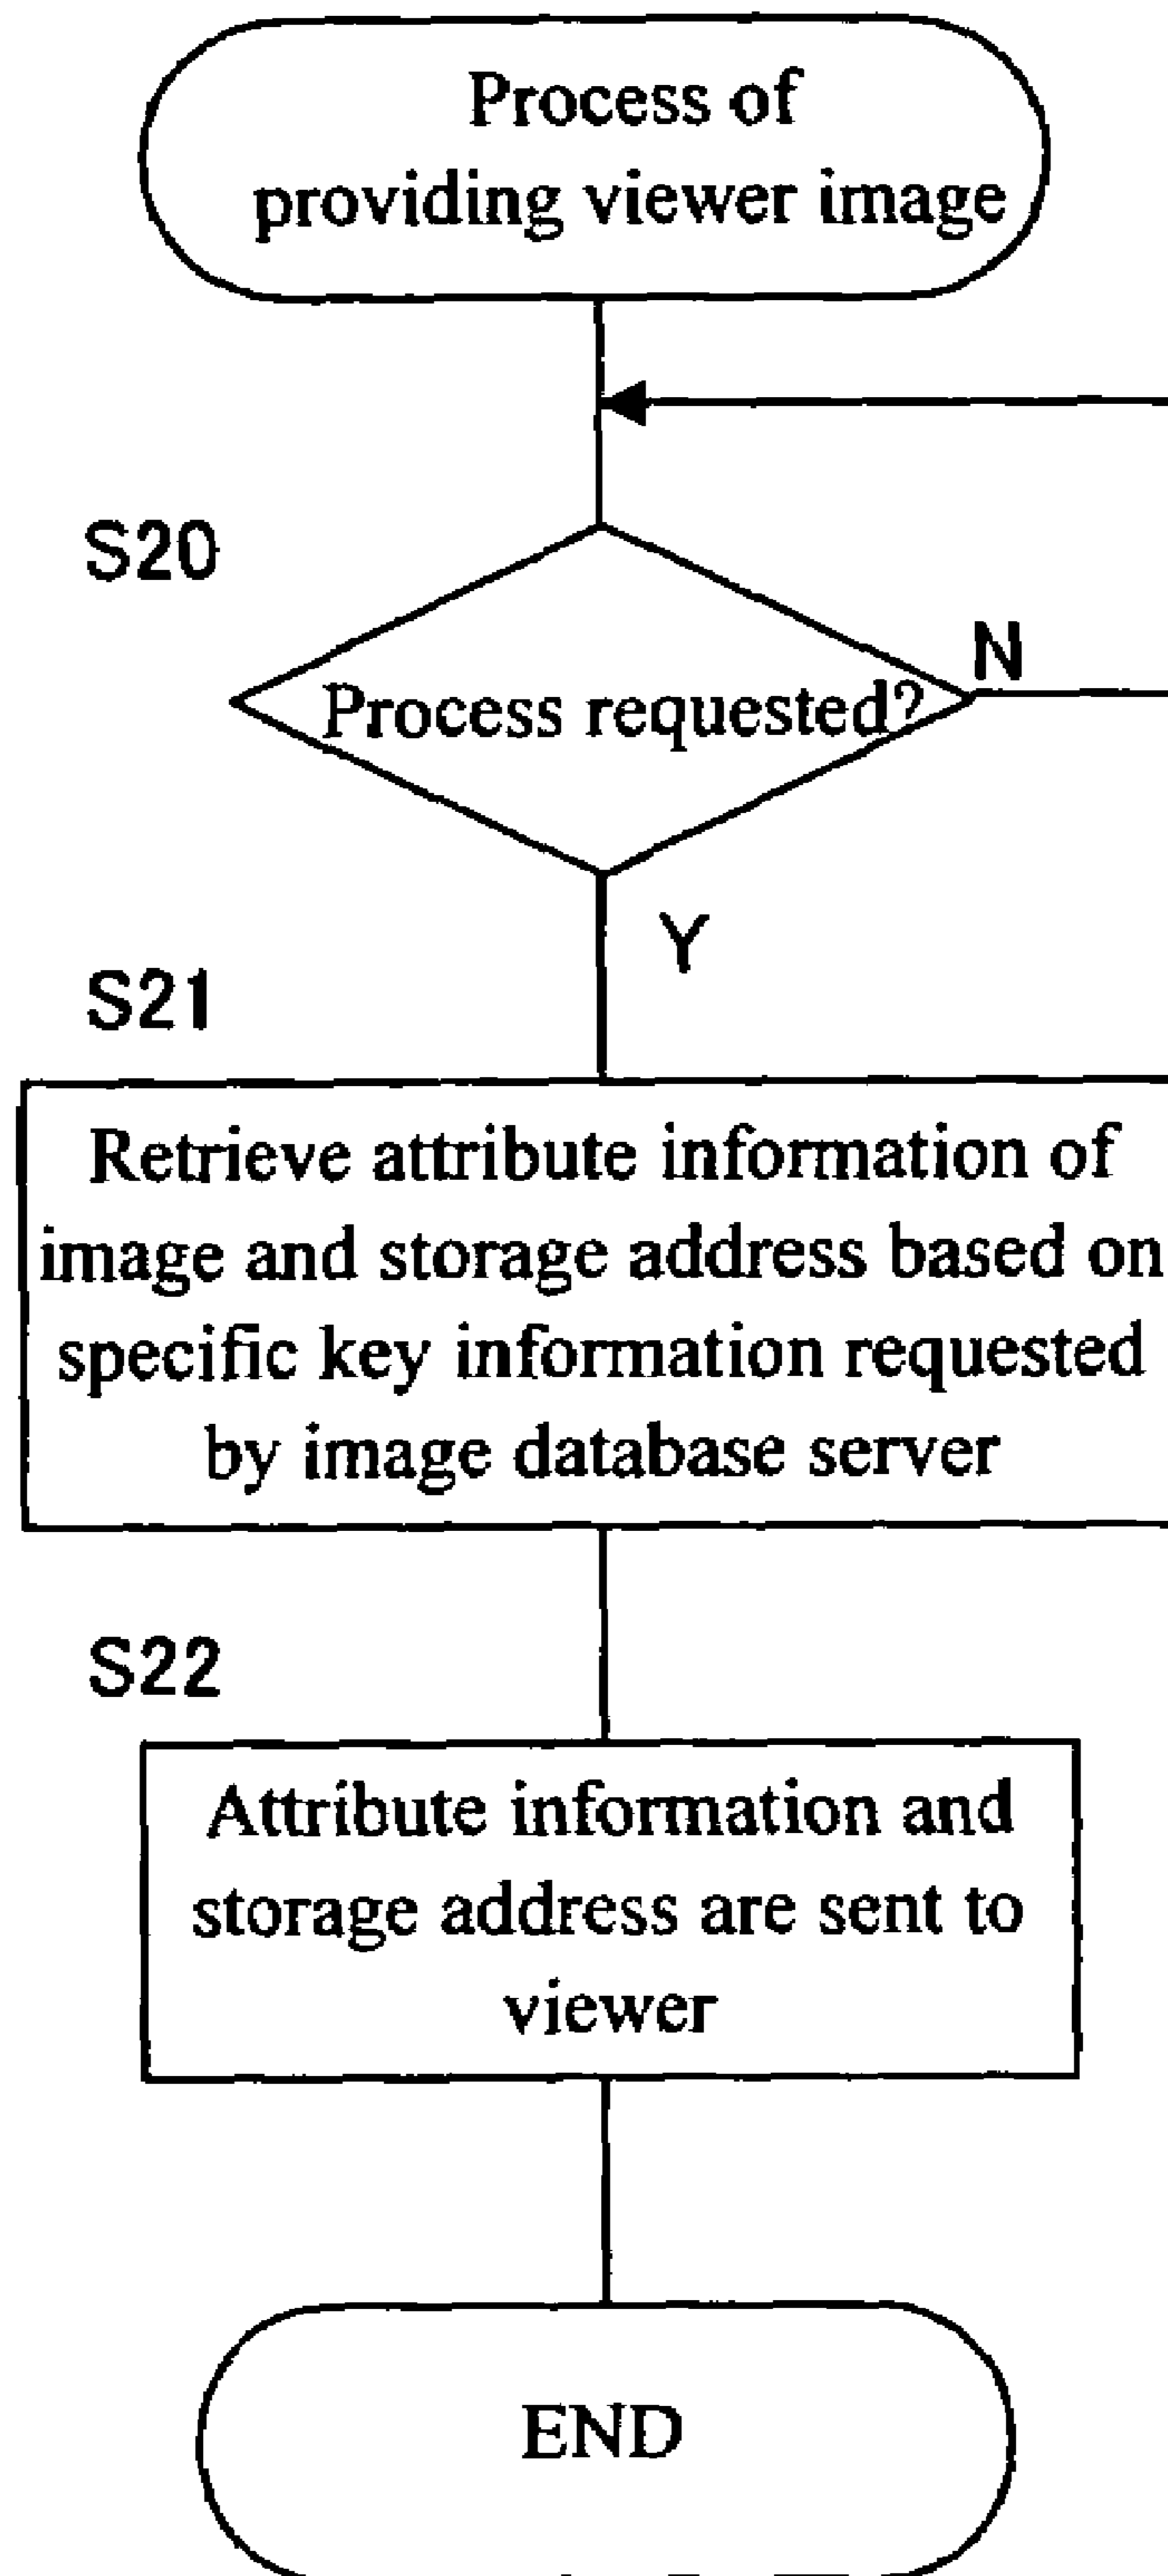 Process of
providing viewer image
S20
N
Process requested?
Y
S21
Retrieve attribute information of
image and storage address based on
specific key information requested
by image database server
S22
Attribute information and
storage address are sent to
viewer
END